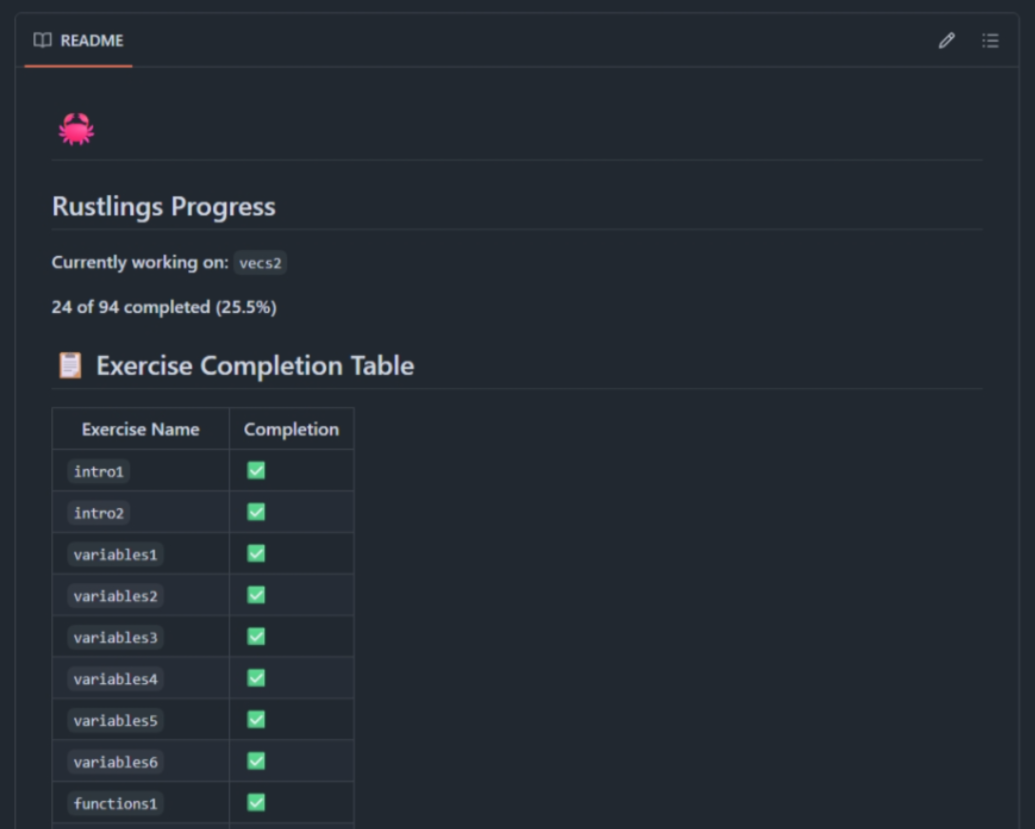 README
Rustlings Progress
Currently working on: vecs2
24 of 94 completed (25.5%)
Exercise Completion Table
Exercise Name Completion
intro1
intro2
variables1
variables2
variables3
variables4
variables5
variables6
functions1